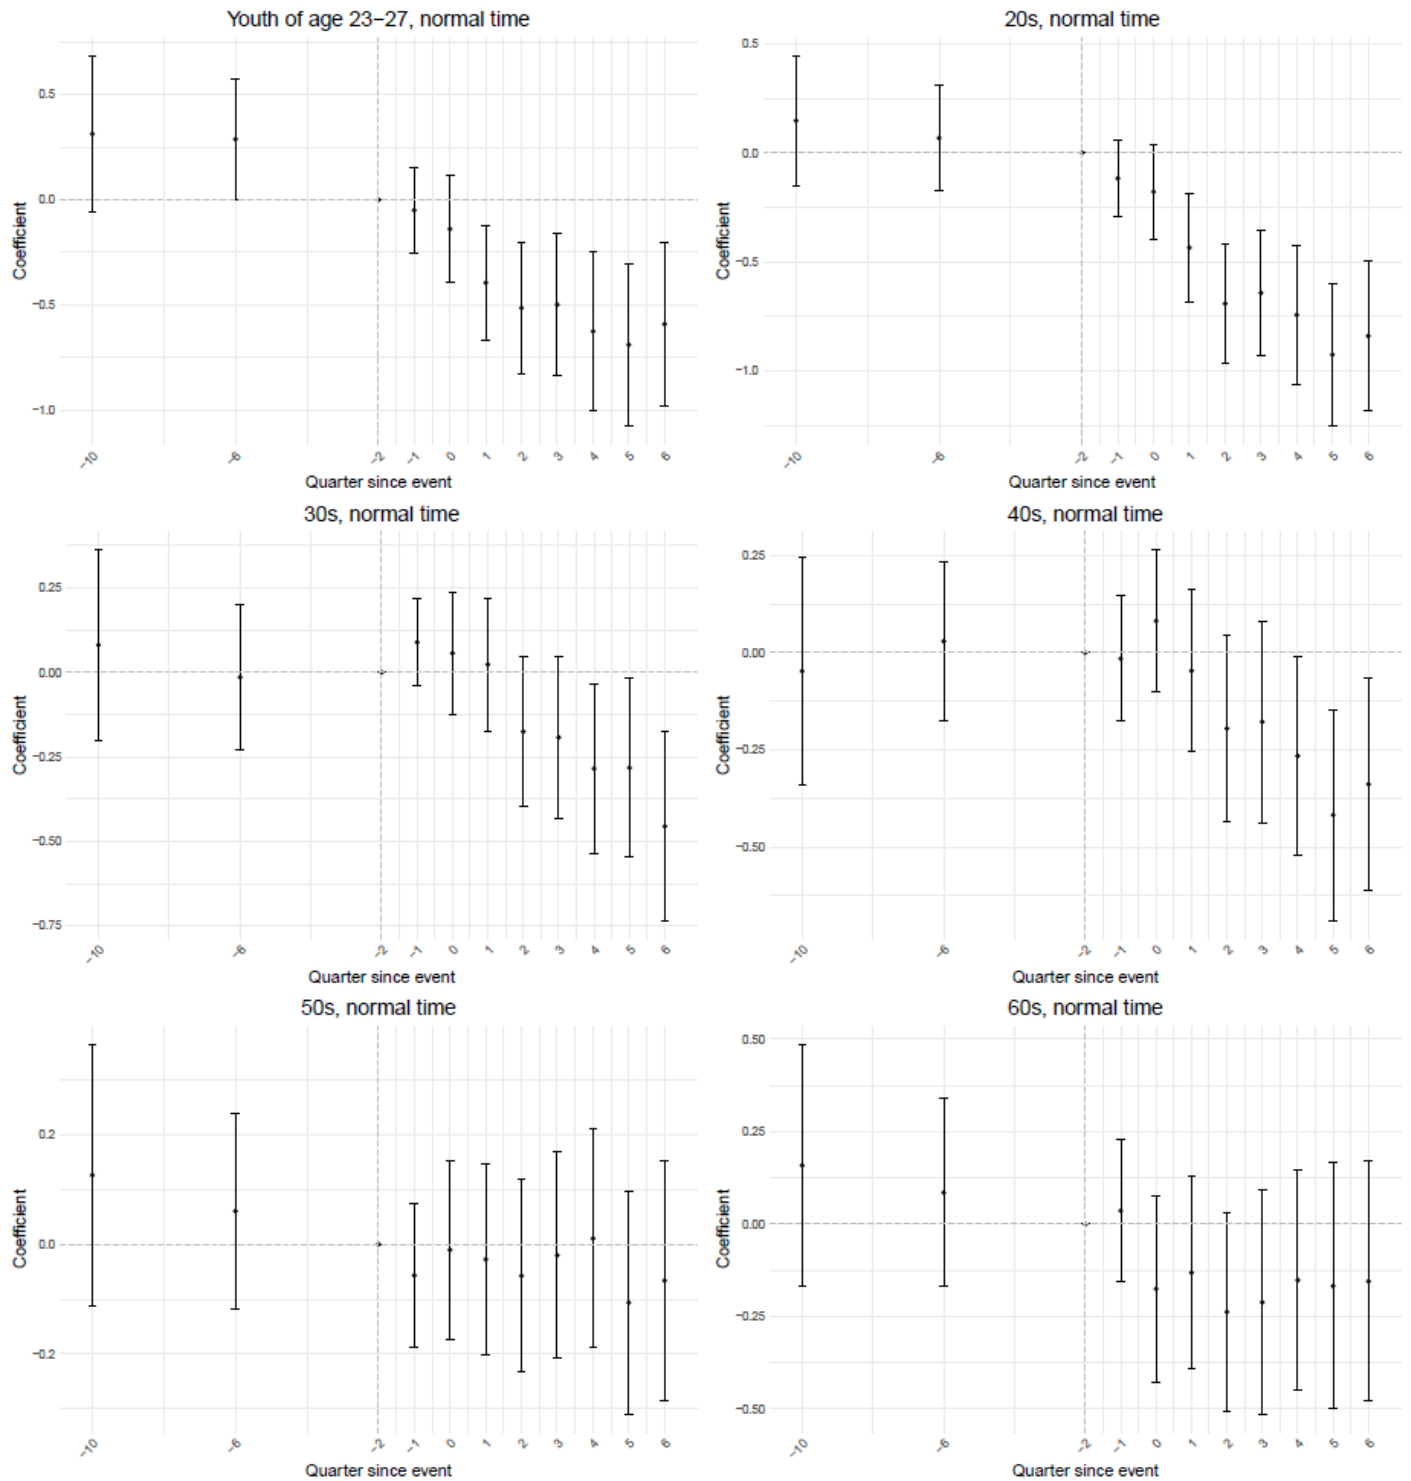 Youth of age 23−27, normal time
0.5
0.0
−0.5
−1.0
Coefficient
−10 −6 −2 −1 0 1 2 3 4 5 6
Quarter since event
20s, normal time
0.5
0.0
−0.5
−1.0
Coefficient
−10 −6 −2 −1 0 1 2 3 4 5 6
Quarter since event
30s, normal time
0.25
0.00
−0.25
−0.50
−0.75
Coefficient
−10 −6 −2 −1 0 1 2 3 4 5 6
Quarter since event
40s, normal time
0.25
0.00
−0.25
−0.50
Coefficient
−10 −6 −2 −1 0 1 2 3 4 5 6
Quarter since event
50s, normal time
0.2
0.0
−0.2
Coefficient
−10 −6 −2 −1 0 1 2 3 4 5 6
Quarter since event
60s, normal time
0.50
0.25
0.00
−0.25
−0.50
Coefficient
−10 −6 −2 −1 0 1 2 3 4 5 6
Quarter since event